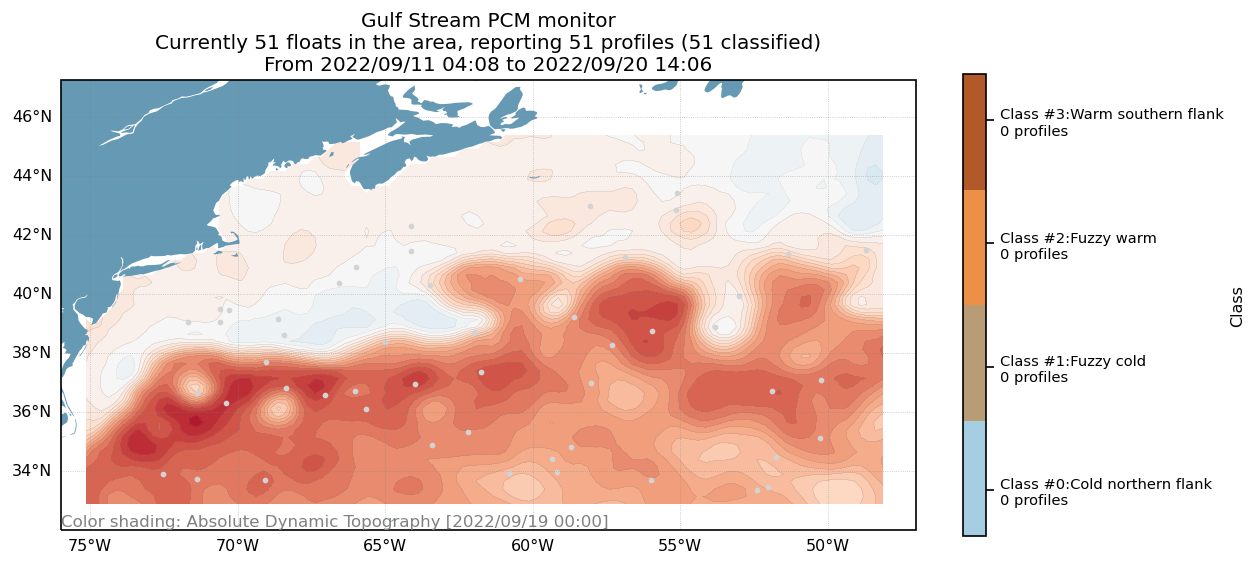 Gulf Stream PCM monitor
Currently 51 floats in the area, reporting 51 profiles (51 classified)
From 2022/09/11 04:08 to 2022/09/20 14:06
46°N
44°N
42°N
40°N
38°N
36°N
34°N
Color shading: Absolute Dynamic Topography [2022/09/19 00:00]
75°W
70°W
65°W
60°W
55°W
50°W
Class #3:Warm southern flank
0 profiles
Class #2:Fuzzy warm
0 profiles
Class #1:Fuzzy cold
0 profiles
Class #0:Cold northern flank
0 profiles
Class